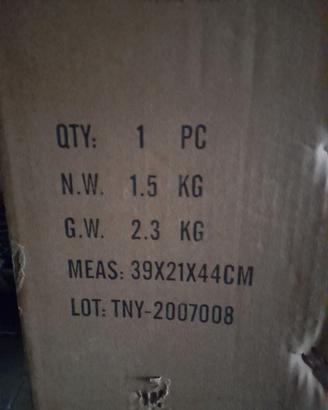 QTY: 1 PC
N.W. 1.5 KG
G.W. 2.3 KG
MEAS: 39X21X44CM
LOT: TNY-2007008